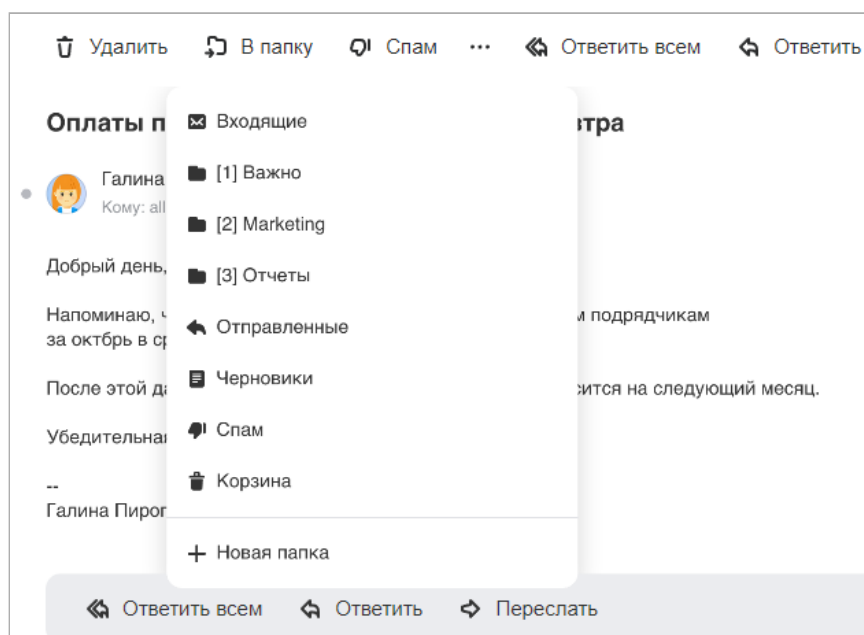 Удалить В папку Спам ... Ответить всем Ответить
Оплаты п втра
Входящие
Галина
[1] Важно
Кому: all
[2] Marketing
Добрый день,
[3] Отчеты
Напоминаю, ч м подрядчикам
Отправленные
за октбрь в ср
Черновики
После этой да сится на следующий месяц.
Спам
Убедительная
Корзина
--
Галина Пирог
Новая папка
Ответить всем Ответить Переслать